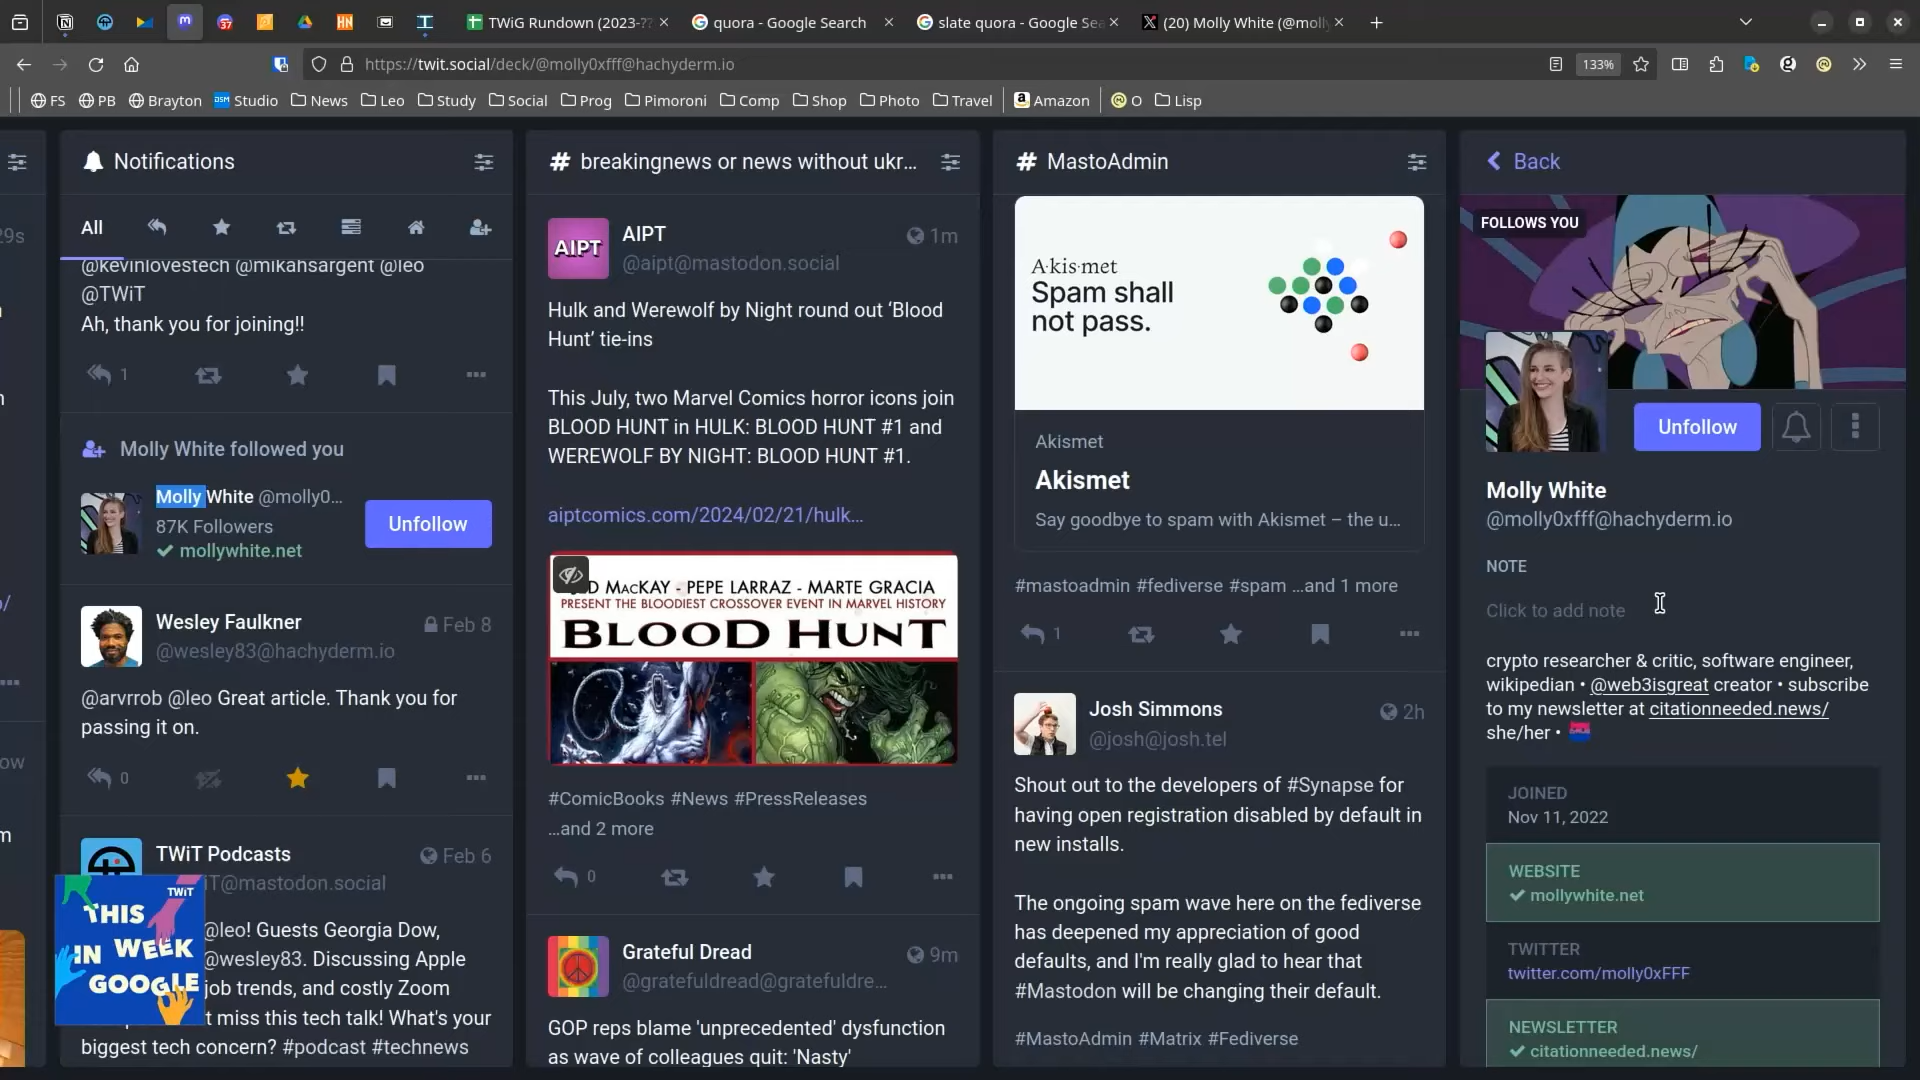 TWiG Rundown (2023-??
quora - Google Search
slate quora - Google Sea
(20) Molly White (@molly
https://twit.social/deck/@molly0xfff@hachyderm.io
133%
FS
PB
Brayton
Studio
News
Leo
Study
Social
Prog
Pimoroni
Comp
Shop
Photo
Travel
Amazon
O
Lisp
29s
Notifications
All
@kevinlovestech @mikahsargent @leo
@TWiT
Ah, thank you for joining!!
1
Molly White followed you
Molly White @molly0...
87K Followers
mollywhite.net
Unfollow
Wesley Faulkner
Feb 8
@wesley83@hachyderm.io
@arvrrob @leo Great article. Thank you for
passing it on.
0
TWiT Podcasts
Feb 6
iT@mastodon.social
@leo! Guests Georgia Dow,
@wesley83. Discussing Apple
job trends, and costly Zoom
t miss this tech talk! What's your
biggest tech concern? #podcast #technews
TWiT
THIS
IN WEEK
GOOGLE
# breakingnews or news without ukr...
AIPT
AIPT
1m
@aipt@mastodon.social
Hulk and Werewolf by Night round out ‘Blood
Hunt’ tie-ins
This July, two Marvel Comics horror icons join
BLOOD HUNT in HULK: BLOOD HUNT #1 and
WEREWOLF BY NIGHT: BLOOD HUNT #1.
aiptcomics.com/2024/02/21/hulk...
D MACKAY - PEPE LARRAZ - MARTE GRACIA
PRESENT THE BLOODIEST CROSSOVER EVENT IN MARVEL HISTORY
BLOOD HUNT
#ComicBooks #News #PressReleases
...and 2 more
0
Grateful Dread
9m
@gratefuldread@gratefuldre...
GOP reps blame 'unprecedented' dysfunction
as wave of colleagues quit: 'Nasty'
# MastoAdmin
A·kis·met
Spam shall
not pass.
Akismet
Akismet
Say goodbye to spam with Akismet – the u...
#mastoadmin #fediverse #spam ...and 1 more
1
Josh Simmons
2h
@josh@josh.tel
Shout out to the developers of #Synapse for
having open registration disabled by default in
new installs.
The ongoing spam wave here on the fediverse
has deepened my appreciation of good
defaults, and I'm really glad to hear that
#Mastodon will be changing their default.
#MastoAdmin #Matrix #Fediverse
Back
FOLLOWS YOU
Unfollow
Molly White
@molly0xfff@hachyderm.io
NOTE
Click to add note
crypto researcher & critic, software engineer,
wikipedian • @web3isgreat creator • subscribe
to my newsletter at citationneeded.news/
she/her •
JOINED
Nov 11, 2022
WEBSITE
mollywhite.net
TWITTER
twitter.com/molly0xFFF
NEWSLETTER
citationneeded.news/